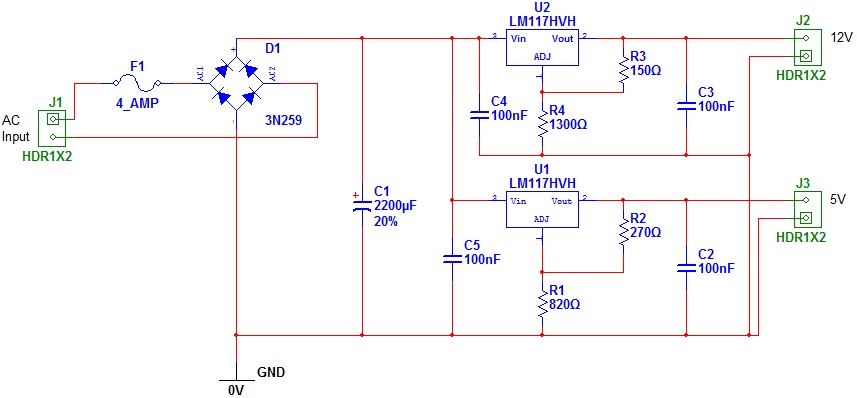 U2
LM117HVH
Vin
Vout
ADJ
3
2
1
J2
12V
HDR1X2
R3
150Ω
C3
100nF
C4
100nF
R4
1300Ω
D1
AC1
AC2
+
-
3N259
F1
4_AMP
J1
AC
Input
HDR1X2
+
C1
2200µF
20%
U1
LM117HVH
Vin
Vout
ADJ
3
2
1
J3
5V
HDR1X2
R2
270Ω
C2
100nF
C5
100nF
R1
820Ω
GND
0V